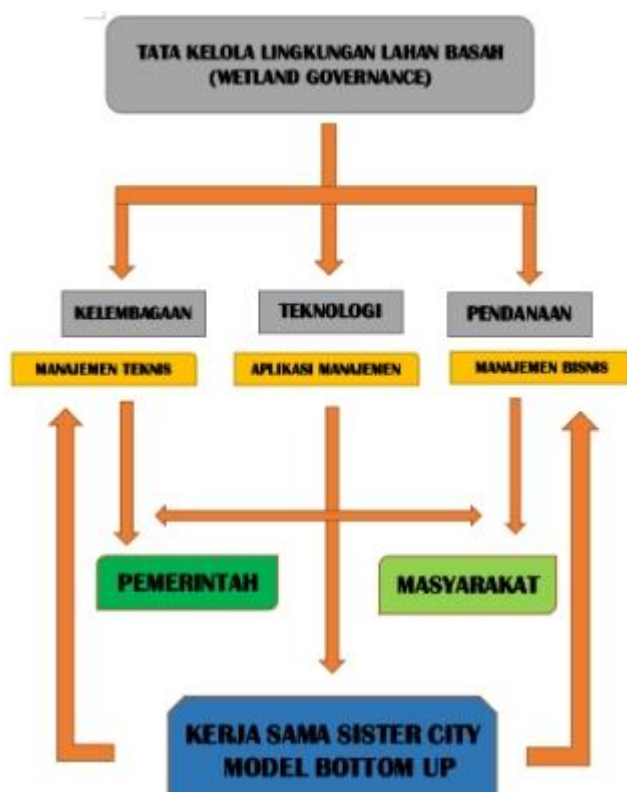 TATA KELOLA LINGKUNGAN LAHAN BASAH
(WETLAND GOVERNANCE)
KELEMBAGAAN
TEKNOLOGI
PENDANAAN
MANAJEMEN TEKNIS
APLIKASI MANAJEMEN
MANAJEMEN BISNIS
PEMERINTAH
MASYARAKAT
KERJA SAMA SISTER CITY
MODEL BOTTOM UP